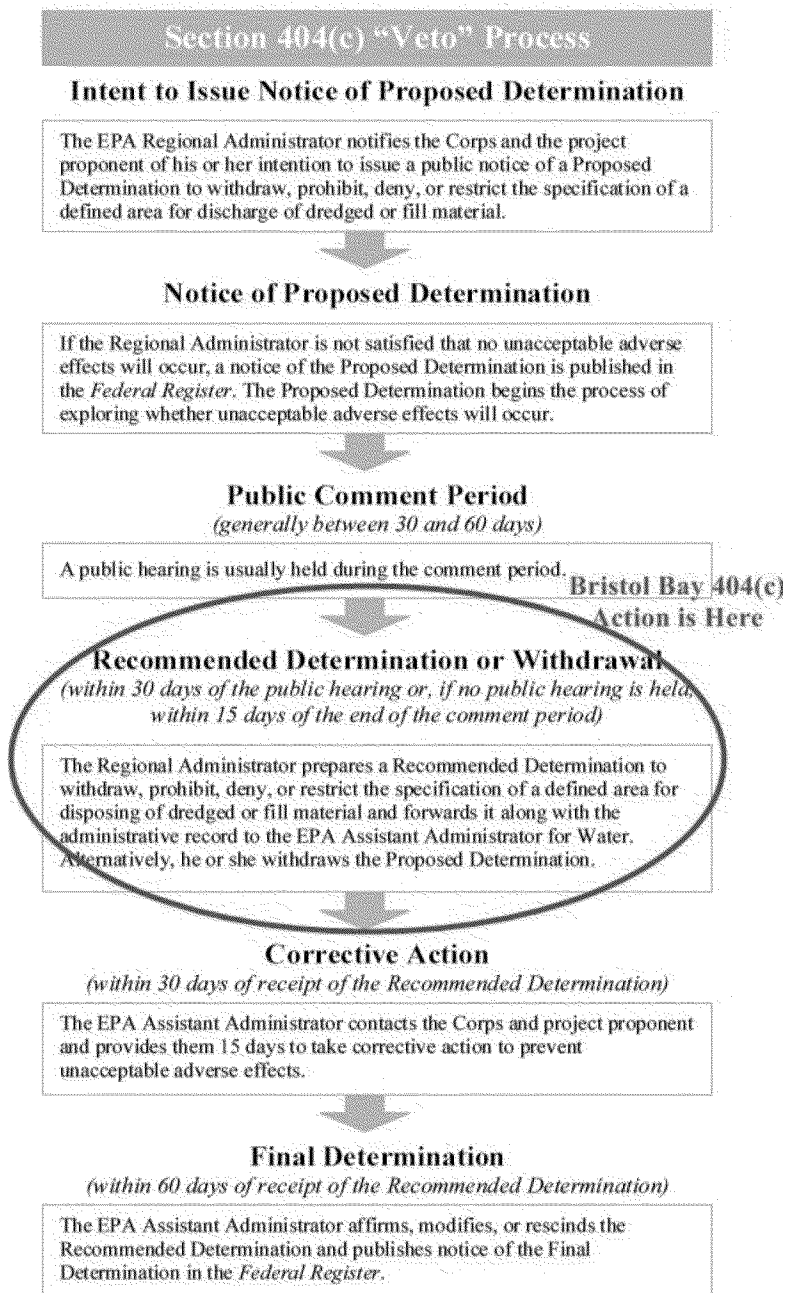 Section 404(c) “Veto” Process
Intent to Issue Notice of Proposed Determination
The EPA Regional Administrator notifies the Corps and the project
proponent of his or her intention to issue a public notice of a Proposed
Determination to withdraw, prohibit, deny, or restrict the specification of a
defined area for discharge of dredged or fill material.
Notice of Proposed Determination
If the Regional Administrator is not satisfied that no unacceptable adverse
effects will occur, a notice of the Proposed Determination is published in
the Federal Register. The Proposed Determination begins the process of
exploring whether unacceptable adverse effects will occur.
Public Comment Period
(generally between 30 and 60 days)
A public hearing is usually held during the comment period.
Bristol Bay 404(c)
Action is Here
Recommended Determination or Withdrawal
(within 30 days of the public hearing or, if no public hearing is held,
within 15 days of the end of the comment period)
The Regional Administrator prepares a Recommended Determination to
withdraw, prohibit, deny, or restrict the specification of a defined area for
disposing of dredged or fill material and forwards it along with the
administrative record to the EPA Assistant Administrator for Water.
Alternatively, he or she withdraws the Proposed Determination.
Corrective Action
(within 30 days of receipt of the Recommended Determination)
The EPA Assistant Administrator contacts the Corps and project proponent
and provides them 15 days to take corrective action to prevent
unacceptable adverse effects.
Final Determination
(within 60 days of receipt of the Recommended Determination)
The EPA Assistant Administrator affirms, modifies, or rescinds the
Recommended Determination and publishes notice of the Final
Determination in the Federal Register.